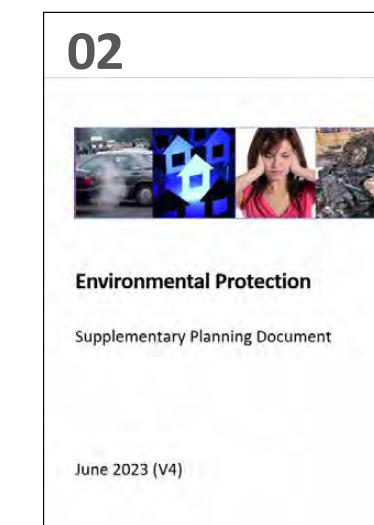 02
Environmental Protection
Supplementary Planning Document
June 2023 (V4)